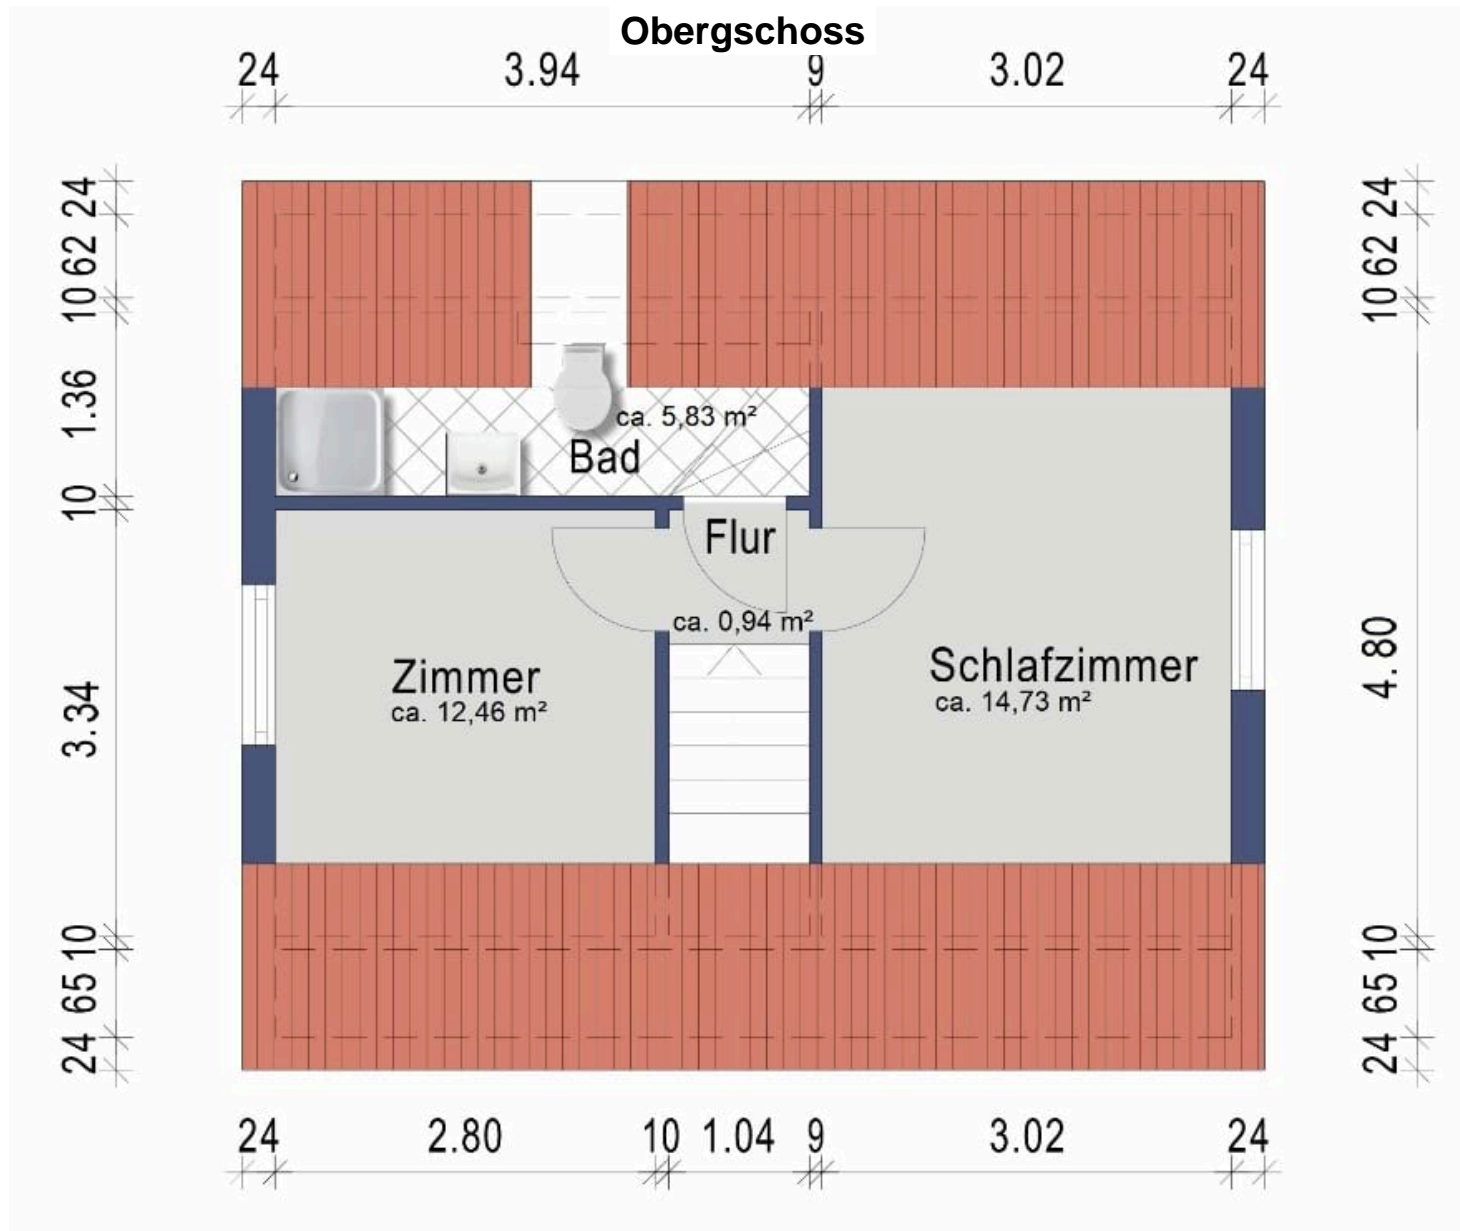 Obergschoss
24 3.94 9 3.02 24
24
62
10
1.36
10
3.34
10
65
24
24
62
10
4.80
10
65
24
ca. 5,83 m²
Bad
Flur
ca. 0,94 m²
Zimmer
ca. 12,46 m²
Schlafzimmer
ca. 14,73 m²
24 2.80 10 1.04 9 3.02 24